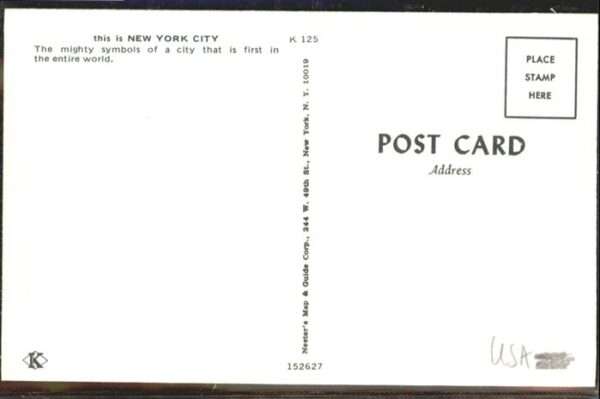 this is NEW YORK CITY
The mighty symbols of a city that is first in
the entire world.
K 125
Nester's Map & Guide Corp., 244 W. 49th St., New York, N. Y. 10019
152627
K
PLACE
STAMP
HERE
POST CARD
Address
USA